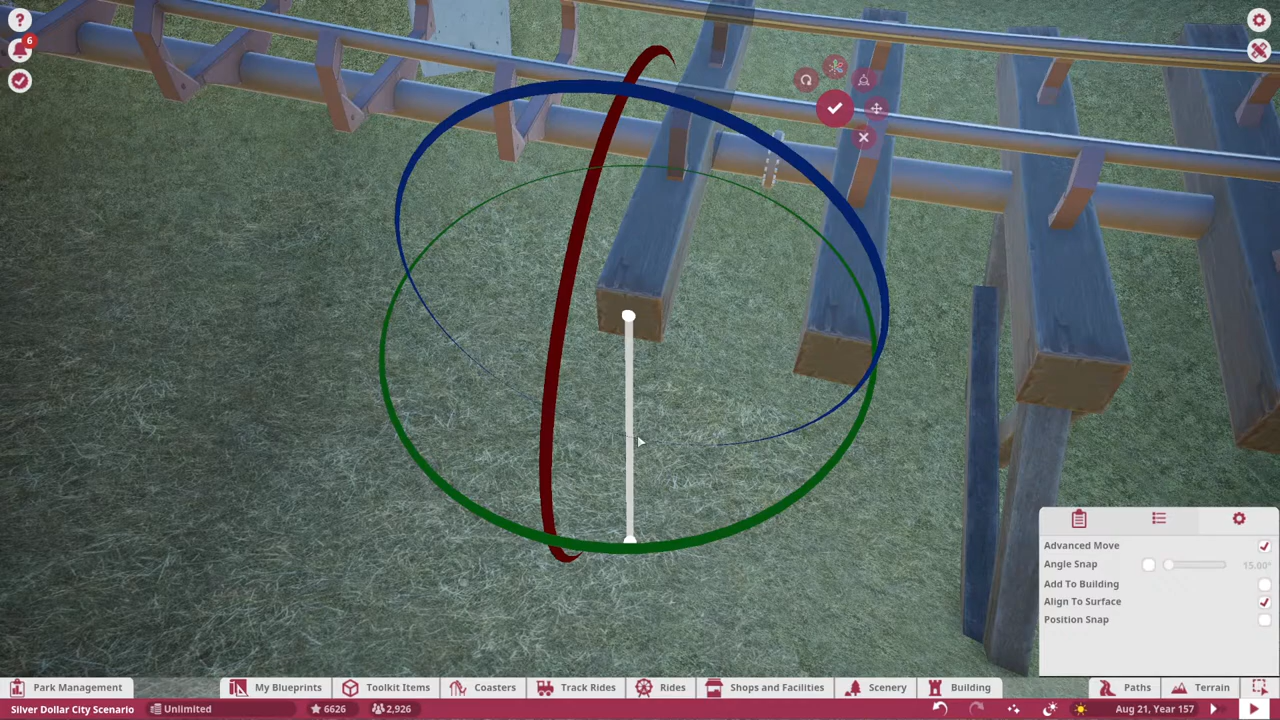 ?
6
Advanced Move
Angle Snap 15.00°
Add To Building
Align To Surface
Position Snap
Park Management My Blueprints Toolkit Items Coasters Track Rides Rides Shops and Facilities Scenery Building Paths Terrain
Silver Dollar City Scenario Unlimited 6626 2,926 Aug 21, Year 157